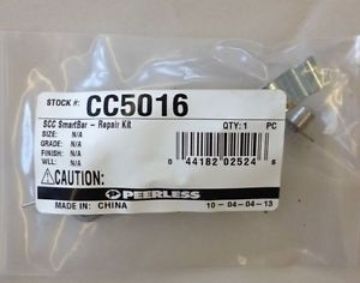 STOCK #: CC5016
SCC SmartBar - Repair Kit QTY: 1 PC
SIZE: N/A
GRADE: N/A
FINISH: N/A
WLL: N/A
0 44182 02524 6
⚠CAUTION:
PEERLESS
MADE IN: CHINA 10-04-04-13